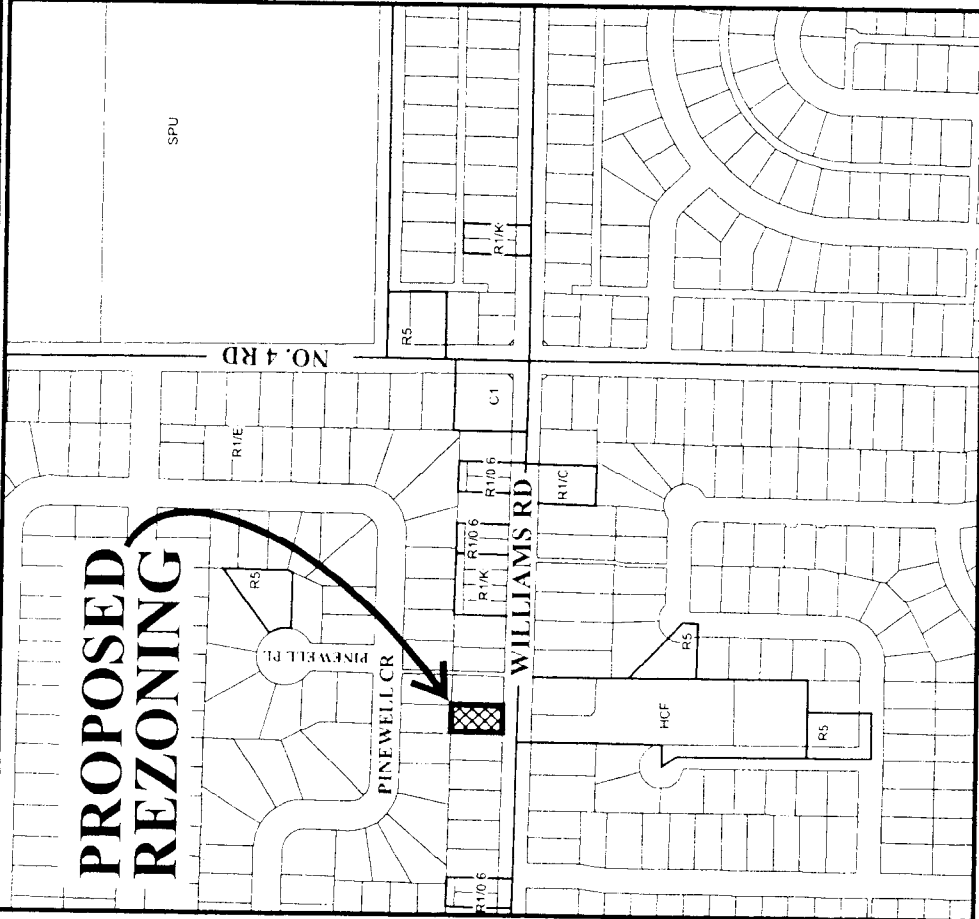 SPU
R1/K
R5
NO. 4 RD
C1
R1/E
R1/0.6
R1/C
PROPOSED
REZONING
R5
R1/0.6
R1/K
WILLIAMS RD
PINEWELL PL
PINEWELL CR
R5
HCF
R5
R1/0.6